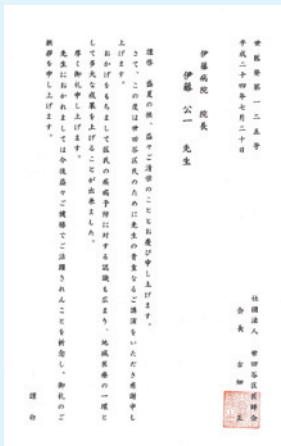 世医発第一二五号
平成二十四年七月二十日
伊藤病院 院長
伊藤 公一 先生
社団法人 世田谷区医師会
会長 古畑 正
謹啓 盛夏の候、益々ご清栄のこととお慶び申し上げます。
さて、この度は世田谷区民のために先生の貴重なるご講演をいただき感謝申し
上げます。
おかげをもちまして区民の疾病予防に対する認識も広まり、地域医療の一環と
して多大な成果を上げることが出来ました。
厚く御礼申し上げます。
先生におかれましては今後益々ご健勝でご活躍されんことを祈念し、御礼のご
挨拶を申し上げます。
謹白